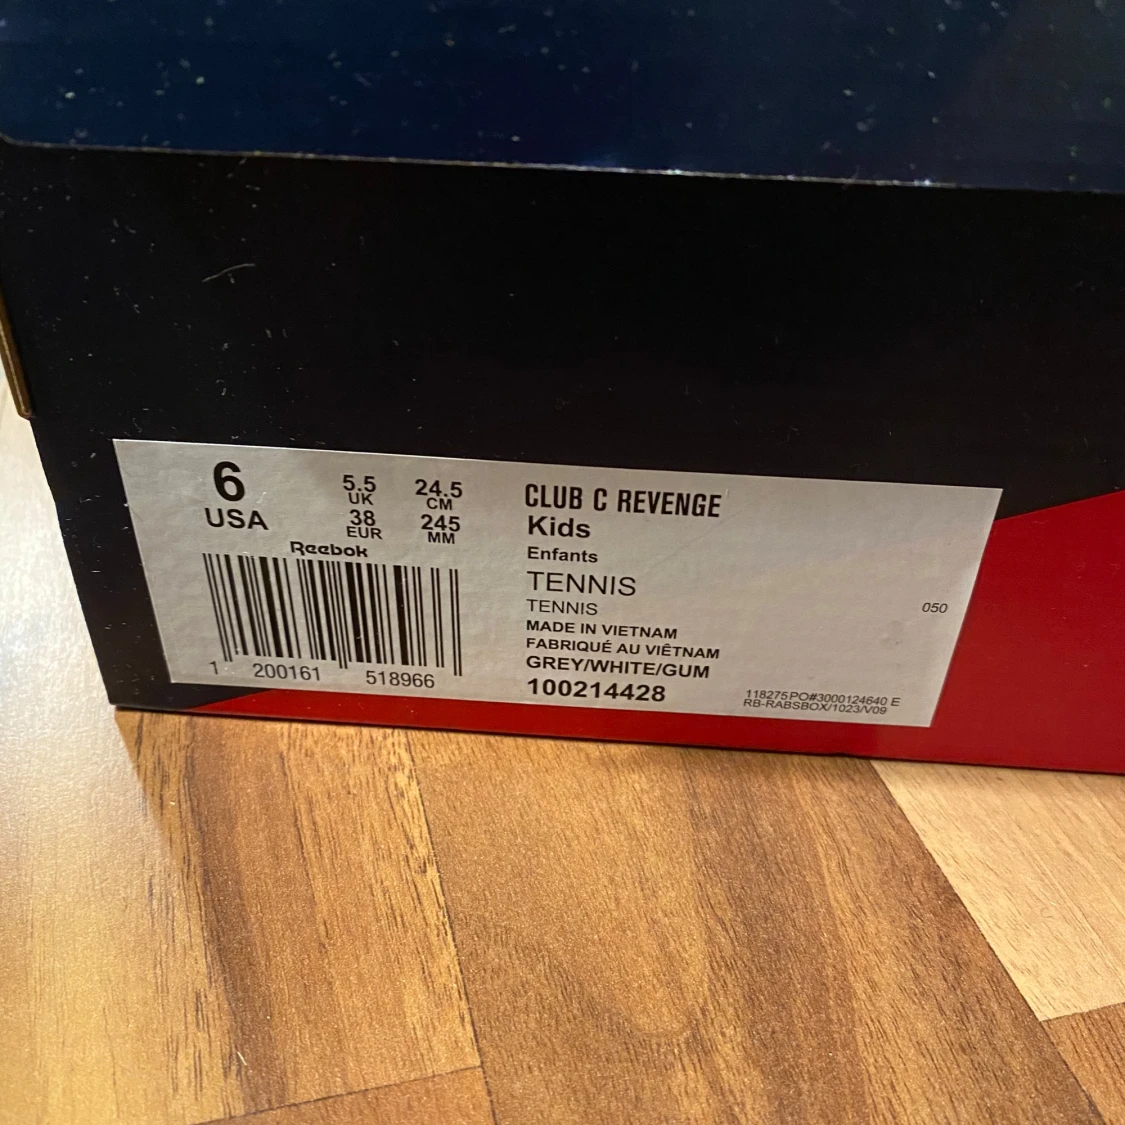 6
USA
5.5
UK
38
EUR
24.5
CM
245
MM
Reebok
1 200161 518966
CLUB C REVENGE
Kids
Enfants
TENNIS
TENNIS
MADE IN VIETNAM
FABRIQUÉ AU VIÊTNAM
GREY/WHITE/GUM
100214428
050
118275PO#3000124640 E
RB-RABSBOX/1023/V09